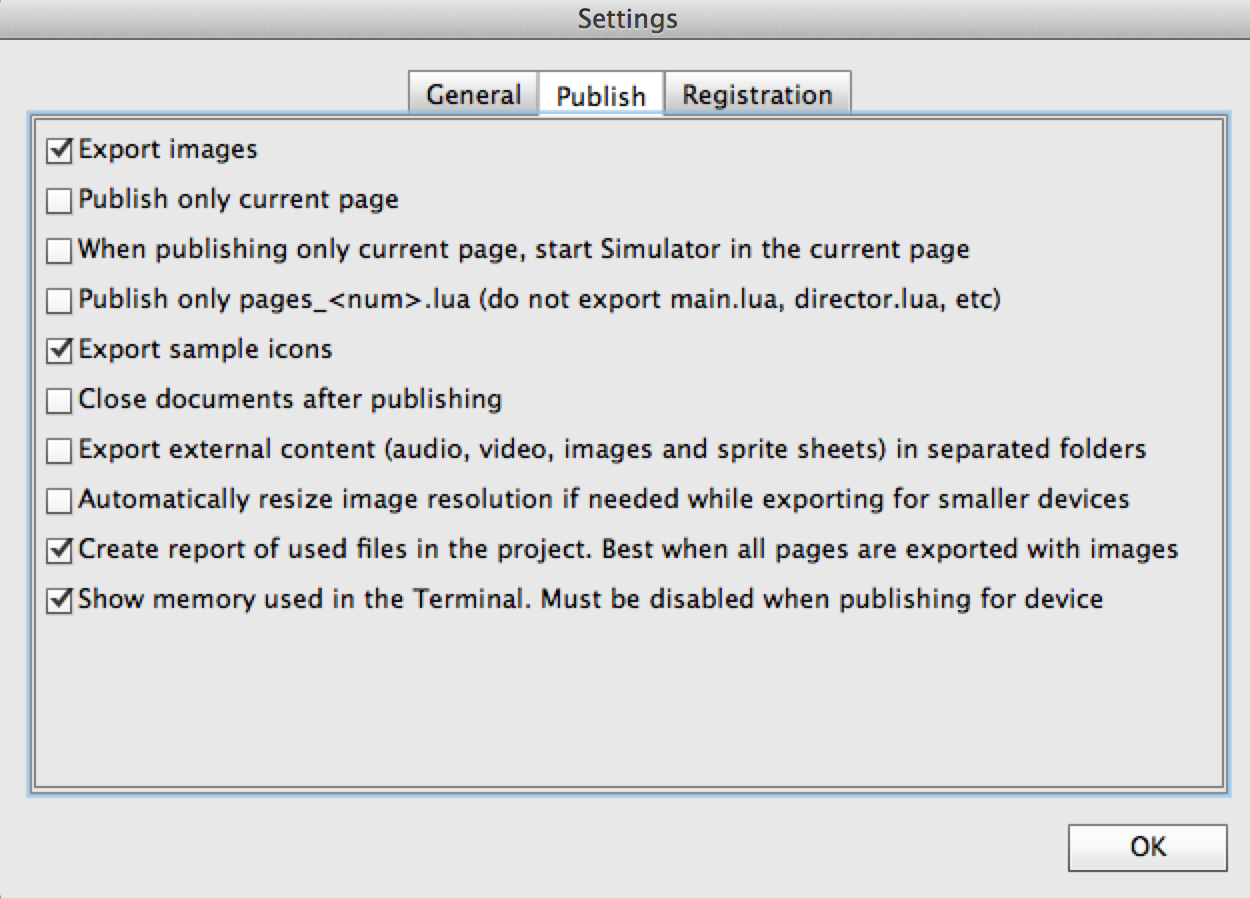 Settings
General Publish Registration
Export images
Publish only current page
When publishing only current page, start Simulator in the current page
Publish only pages_<num>.lua (do not export main.lua, director.lua, etc)
Export sample icons
Close documents after publishing
Export external content (audio, video, images and sprite sheets) in separated folders
Automatically resize image resolution if needed while exporting for smaller devices
Create report of used files in the project. Best when all pages are exported with images
Show memory used in the Terminal. Must be disabled when publishing for device
OK